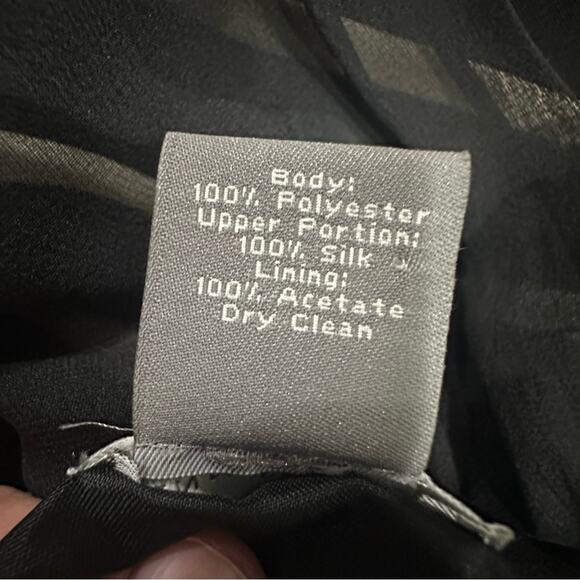 Body:
100% Polyester
Upper Portion:
100% Silk
Lining:
100% Acetate
Dry Clean